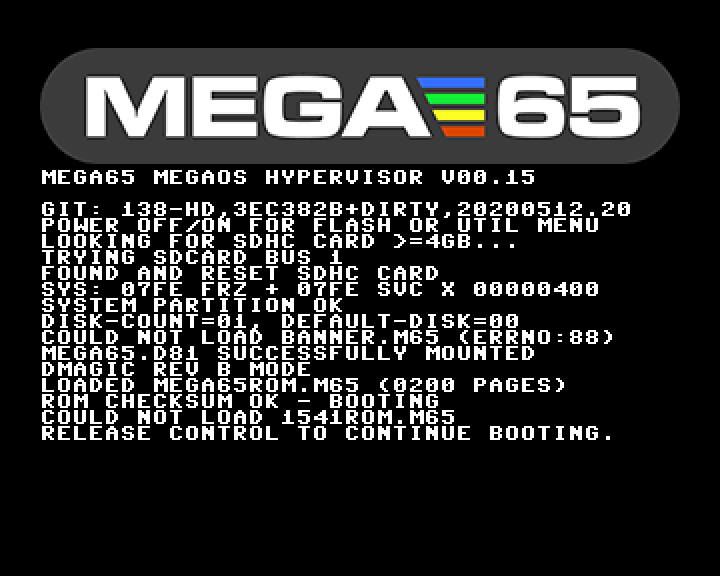 MEGA65
MEGA65 MEGAOS HYPERVISOR V00.15
GIT: 138-HD,3EC382B+DIRTY,20200512.20
POWER OFF/ON FOR FLASH OR UTIL MENU
LOOKING FOR SDHC CARD >=4GB...
TRYING SDCARD BUS 1
FOUND AND RESET SDHC CARD
SYS: 07FE FRZ + 07FE SVC X 00000400
SYSTEM PARTITION OK
DISK-COUNT=01, DEFAULT-DISK=00
COULD NOT LOAD BANNER.M65 (ERRNO:88)
MEGA65.D81 SUCCESSFULLY MOUNTED
DMAGIC REV B MODE
LOADED MEGA65ROM.M65 (0200 PAGES)
ROM CHECKSUM OK - BOOTING
COULD NOT LOAD 1541ROM.M65
RELEASE CONTROL TO CONTINUE BOOTING.